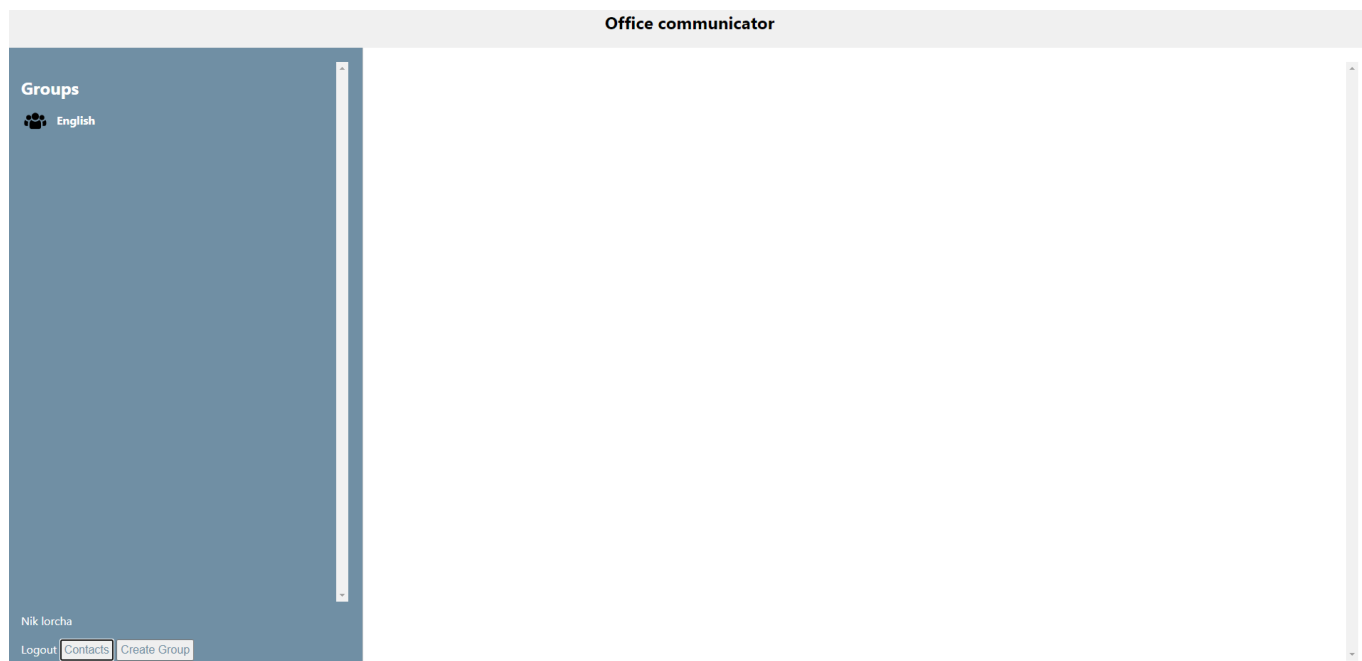 Office communicator
Groups
English
Nik lorcha
Logout Contacts Create Group